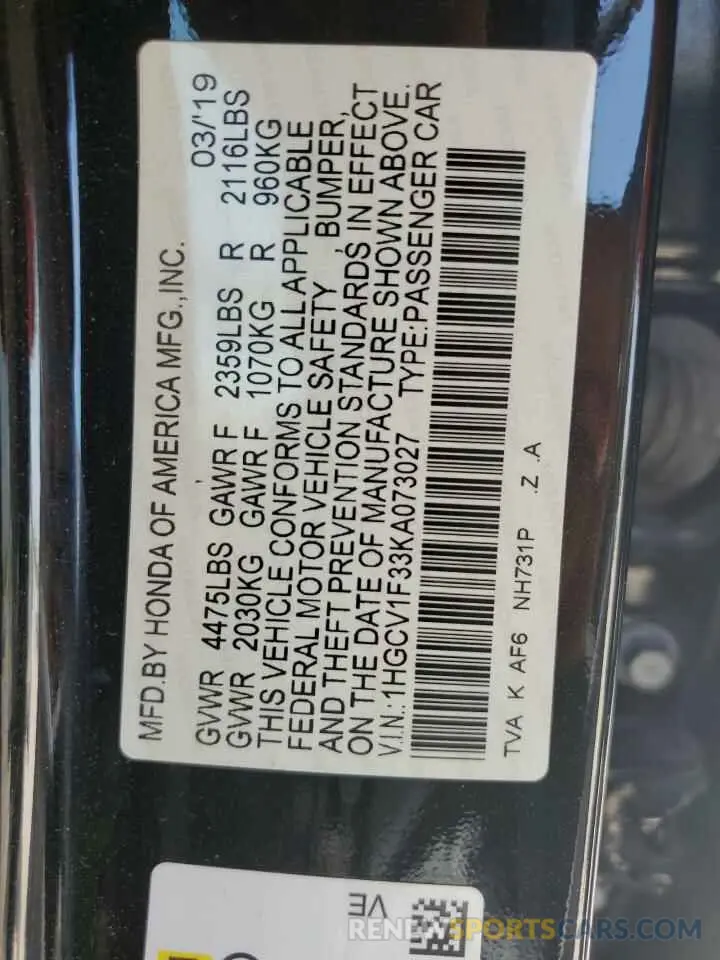 MFD.BY HONDA OF AMERICA MFG.,INC. 03/'19
GVWR 4475LBS GAWR F 2359LBS R 2116LBS
GVWR 2030KG GAWR F 1070KG R 960KG
THIS VEHICLE CONFORMS TO ALL APPLICABLE
FEDERAL MOTOR VEHICLE SAFETY , BUMPER,
AND THEFT PREVENTION STANDARDS IN EFFECT
ON THE DATE OF MANUFACTURE SHOWN ABOVE.
V.I.N.:1HGCV1F33KA073027 TYPE:PASSENGER CAR
TVA K AF6 NH731P .Z .A
VE
RENEWSPORTSCARS.COM